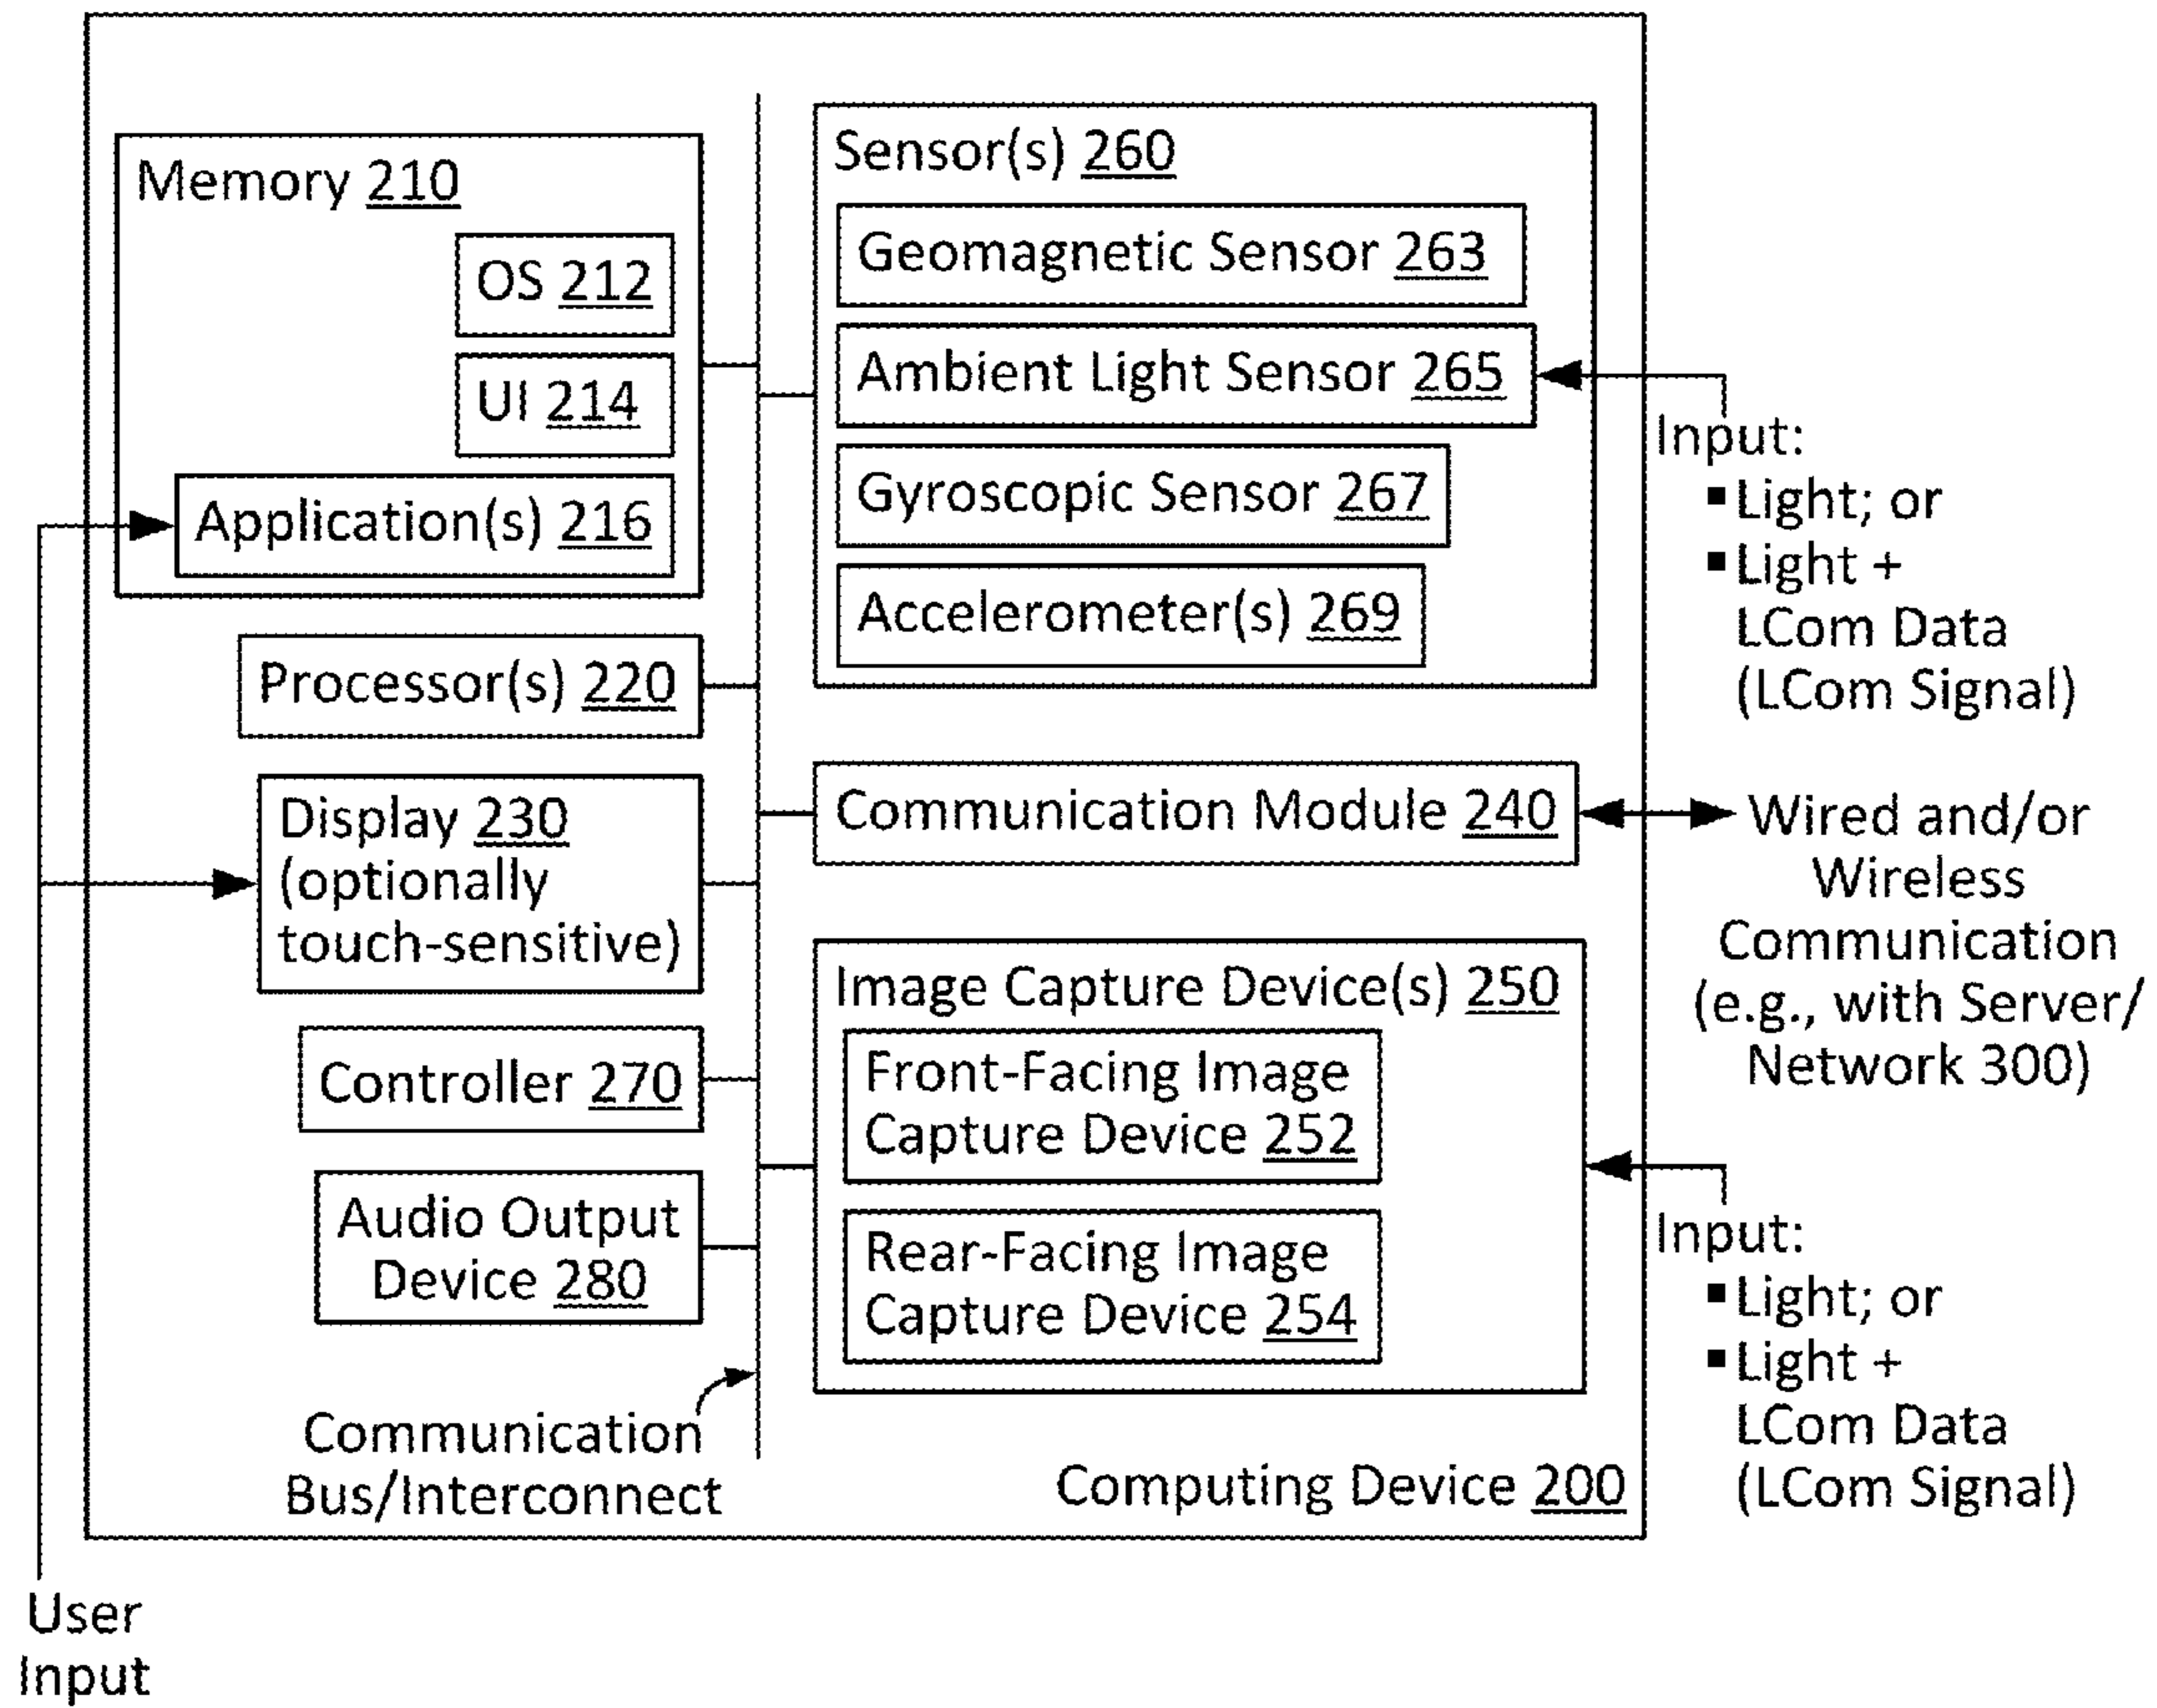 Memory 210
OS 212
UI 214
Application(s) 216
Processor(s) 220
Display 230
(optionally
touch-sensitive)
Controller 270
Audio Output
Device 280
Communication
Bus/Interconnect
User
Input
Sensor(s) 260
Geomagnetic Sensor 263
Ambient Light Sensor 265
Gyroscopic Sensor 267
Accelerometer(s) 269
Communication Module 240
Image Capture Device(s) 250
Front-Facing Image
Capture Device 252
Rear-Facing Image
Capture Device 254
Computing Device 200
Input:
▪ Light; or
▪ Light +
LCom Data
(LCom Signal)
Wired and/or
Wireless
Communication
(e.g., with Server/
Network 300)
Input:
▪ Light; or
▪ Light +
LCom Data
(LCom Signal)